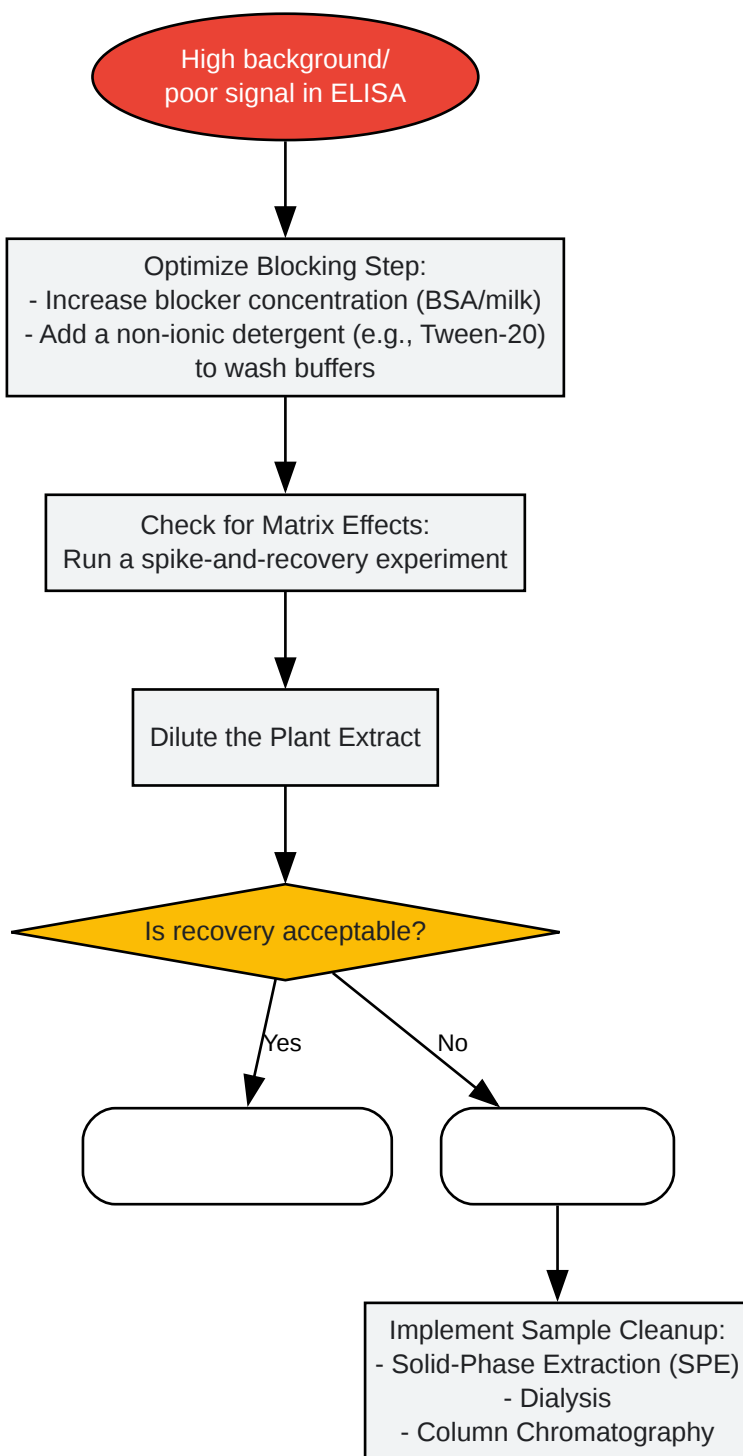 High background/
poor signal in ELISA
Optimize Blocking Step:
- Increase blocker concentration (BSA/milk)
- Add a non-ionic detergent (e.g., Tween-20)
to wash buffers
Check for Matrix Effects:
Run a spike-and-recovery experiment
Dilute the Plant Extract
Is recovery acceptable?
Yes
No
Implement Sample Cleanup:
- Solid-Phase Extraction (SPE)
- Dialysis
- Column Chromatography